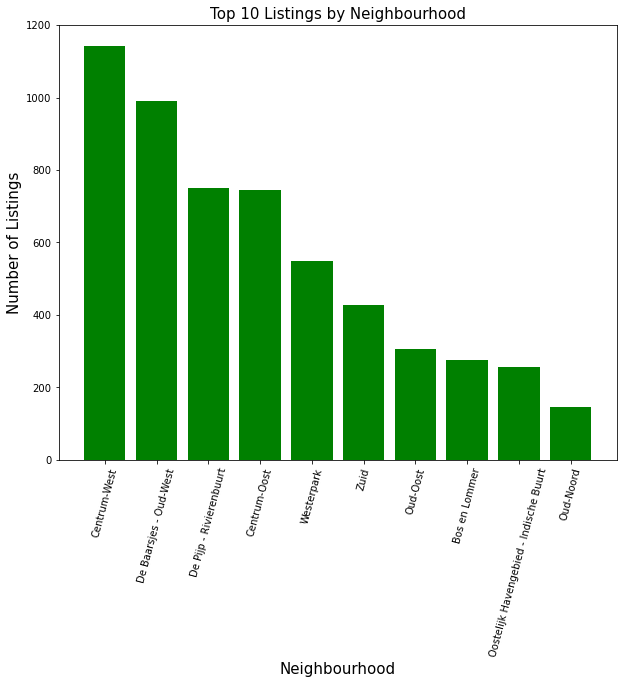 Top 10 Listings by Neighbourhood
Number of Listings
1200
1000
800
600
400
200
0
Centrum-West
De Baarsjes - Oud-West
De Pijp - Rivierenbuurt
Centrum-Oost
Westerpark
Zuid
Oud-Oost
Bos en Lommer
Oostelijk Havengebied - Indische Buurt
Oud-Noord
Neighbourhood